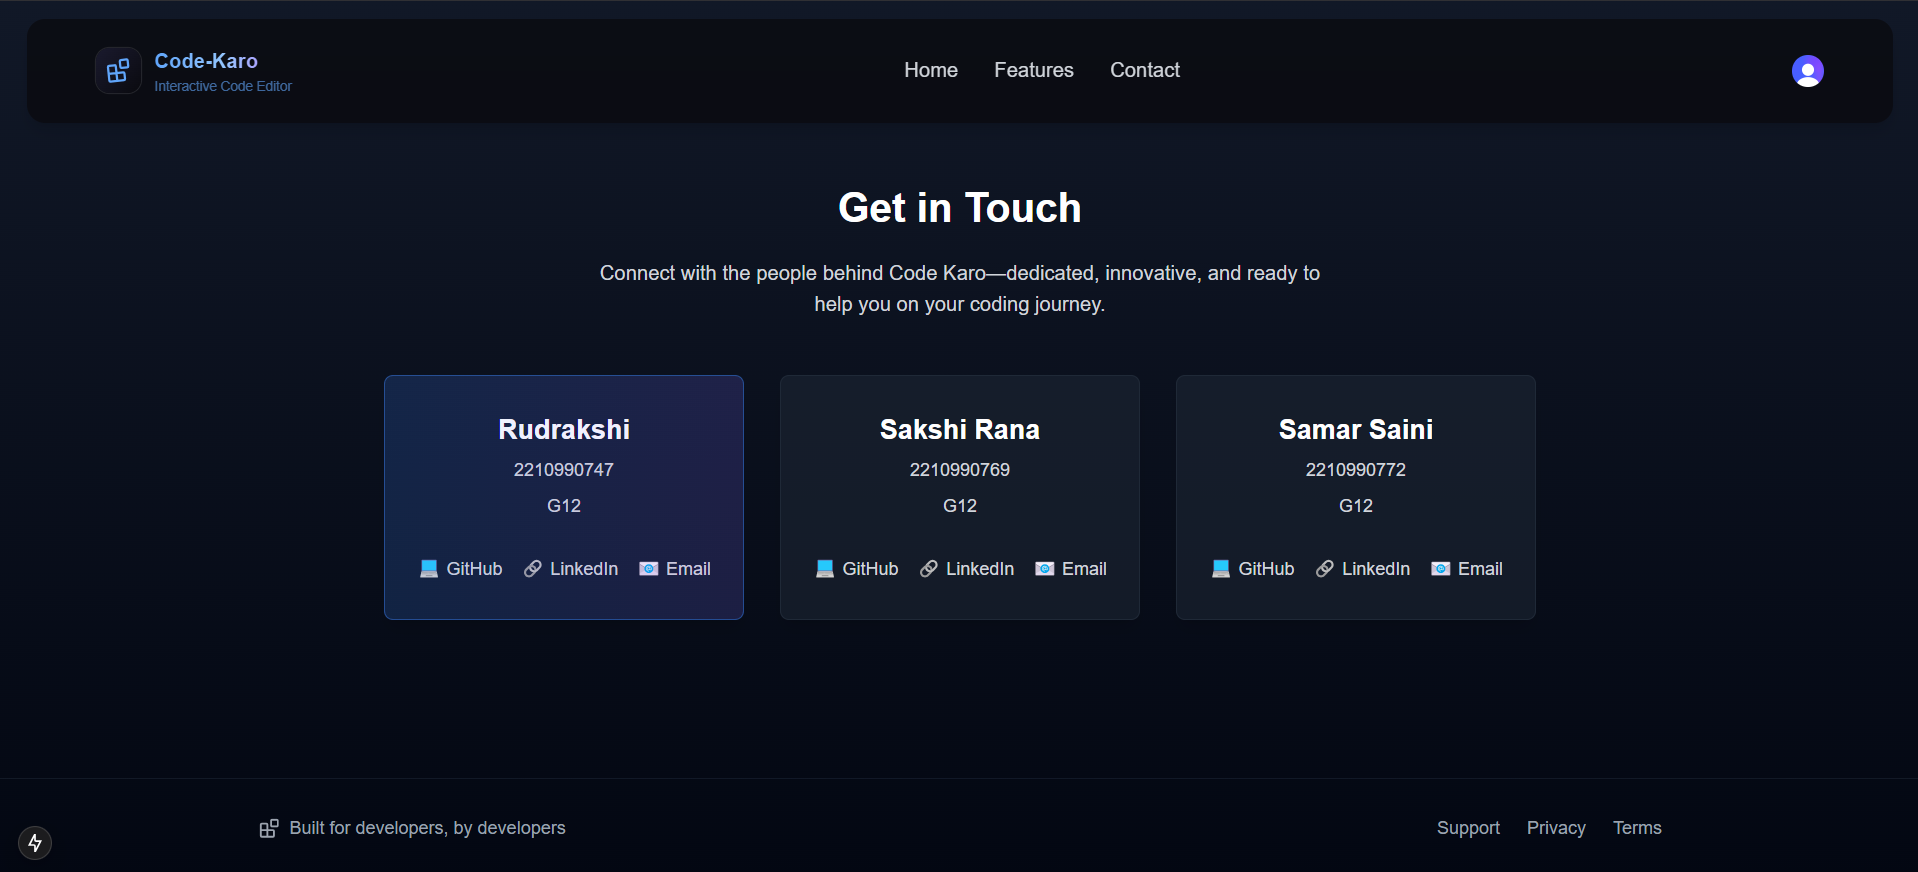 Code-Karo
Interactive Code Editor
Home Features Contact
Get in Touch
Connect with the people behind Code Karo—dedicated, innovative, and ready to
help you on your coding journey.
Rudrakshi
2210990747
G12
GitHub LinkedIn Email
Sakshi Rana
2210990769
G12
GitHub LinkedIn Email
Samar Saini
2210990772
G12
GitHub LinkedIn Email
Built for developers, by developers
Support Privacy Terms